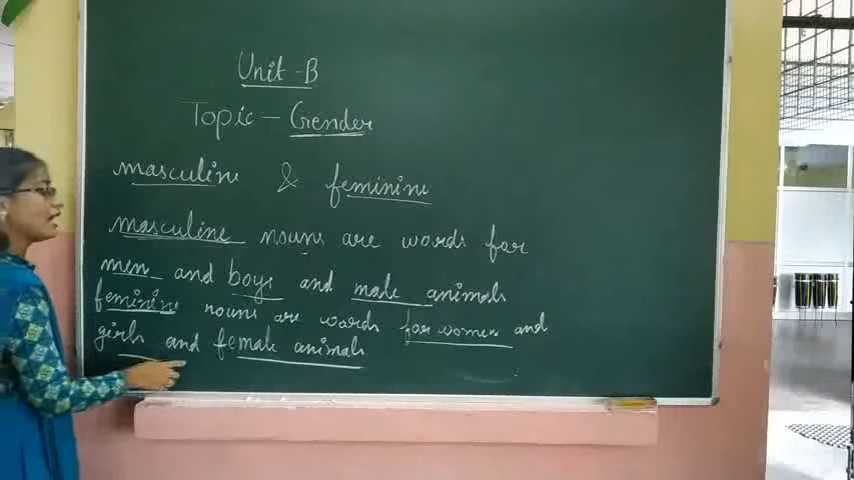 Unit-B
Topic - Gender
masculine & feminine
masculine nouns are words for
men and boys and male animals
feminine nouns are words for women and
girls and female animals